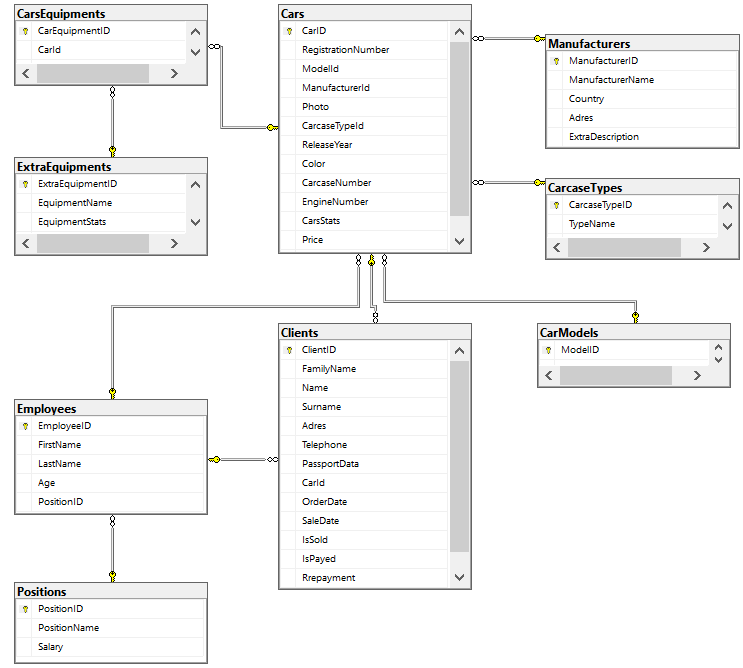 CarsEquipments
CarEquipmentID
CarId
Cars
CarID
RegistrationNumber
ModelId
ManufacturerId
Photo
CarcaseTypeId
ReleaseYear
Color
CarcaseNumber
EngineNumber
CarsStats
Price
Manufacturers
ManufacturerID
ManufacturerName
Country
Adres
ExtraDescription
ExtraEquipments
ExtraEquipmentID
EquipmentName
EquipmentStats
CarcaseTypes
CarcaseTypeID
TypeName
Clients
ClientID
FamilyName
Name
Surname
Adres
Telephone
PassportData
CarId
OrderDate
SaleDate
IsSold
IsPayed
Rrepayment
CarModels
ModelID
Employees
EmployeeID
FirstName
LastName
Age
PositionID
Positions
PositionID
PositionName
Salary